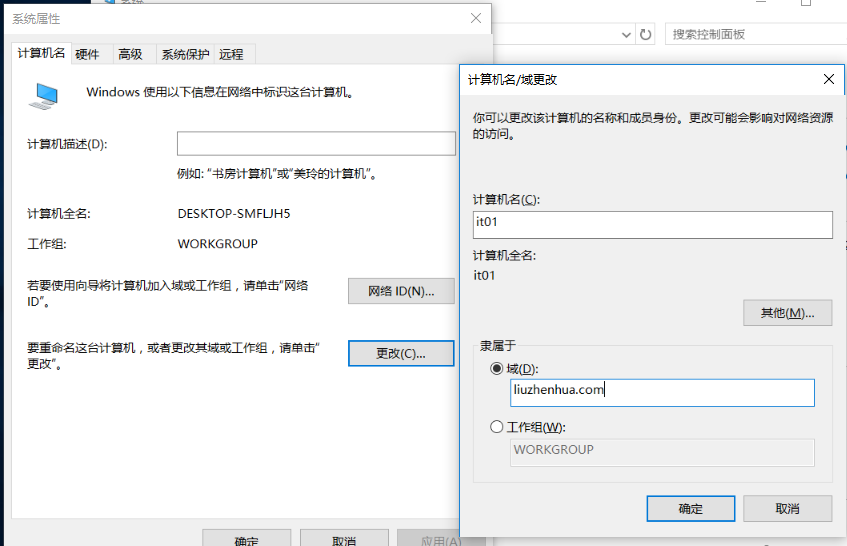 系统
系统属性
计算机名 硬件 高级 系统保护 远程
Windows 使用以下信息在网络中标识这台计算机。
计算机描述(D):
例如: "书房计算机"或"美玲的计算机"。
计算机全名: DESKTOP-SMFLJH5
工作组: WORKGROUP
若要使用向导将计算机加入域或工作组，请单击"网络
ID"。
网络 ID(N)...
要重命名这台计算机，或者更改其域或工作组，请单击"
更改"。
更改(C)...
确定 取消 应用(A)
搜索控制面板
计算机名/域更改
你可以更改该计算机的名称和成员身份。更改可能会影响对网络资源
的访问。
计算机名(C):
it01
计算机全名:
it01
其他(M)...
隶属于
域(D):
liuzhenhua.com
工作组(W):
WORKGROUP
确定 取消